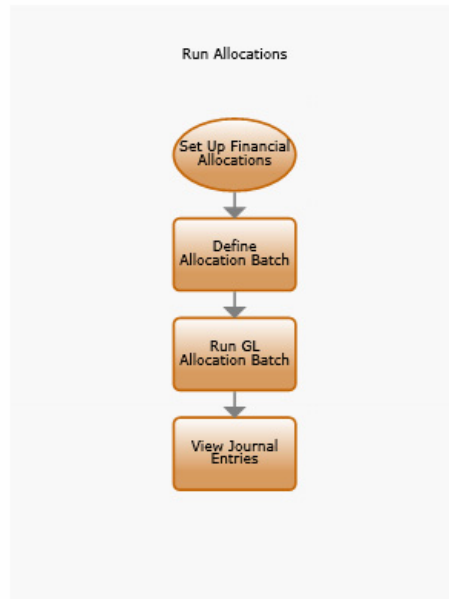 Run Allocations
Set Up Financial
Allocations
Define
Allocation Batch
Run GL
Allocation Batch
View Journal
Entries